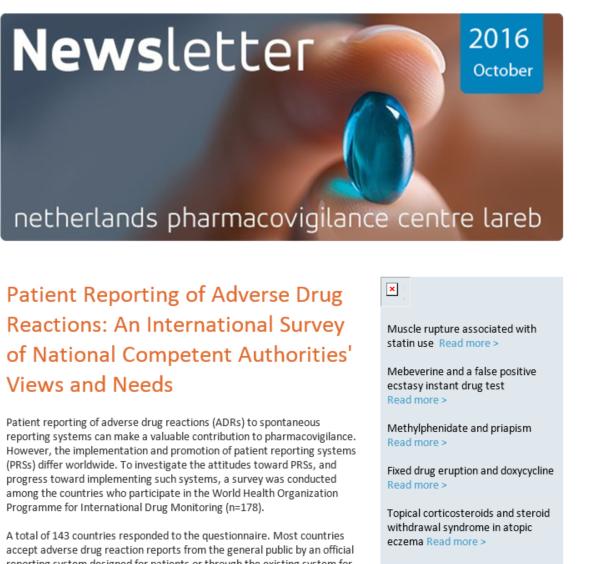 Newsletter
2016
October
netherlands pharmacovigilance centre lareb
Patient Reporting of Adverse Drug
Reactions: An International Survey
of National Competent Authorities'
Views and Needs
Patient reporting of adverse drug reactions (ADRs) to spontaneous
reporting systems can make a valuable contribution to pharmacovigilance.
However, the implementation and promotion of patient reporting systems
(PRSs) differ worldwide. To investigate the attitudes toward PRSs, and
progress toward implementing such systems, a survey was conducted
among the countries who participate in the World Health Organization
Programme for International Drug Monitoring (n=178).
A total of 143 countries responded to the questionnaire. Most countries
accept adverse drug reaction reports from the general public by an official
reporting system designed for patients or through the existing system for
Muscle rupture associated with
statin use Read more >
Mebeverine and a false positive
ecstasy instant drug test
Read more >
Methylphenidate and priapism
Read more >
Fixed drug eruption and doxycycline
Read more >
Topical corticosteroids and steroid
withdrawal syndrome in atopic
eczema Read more >